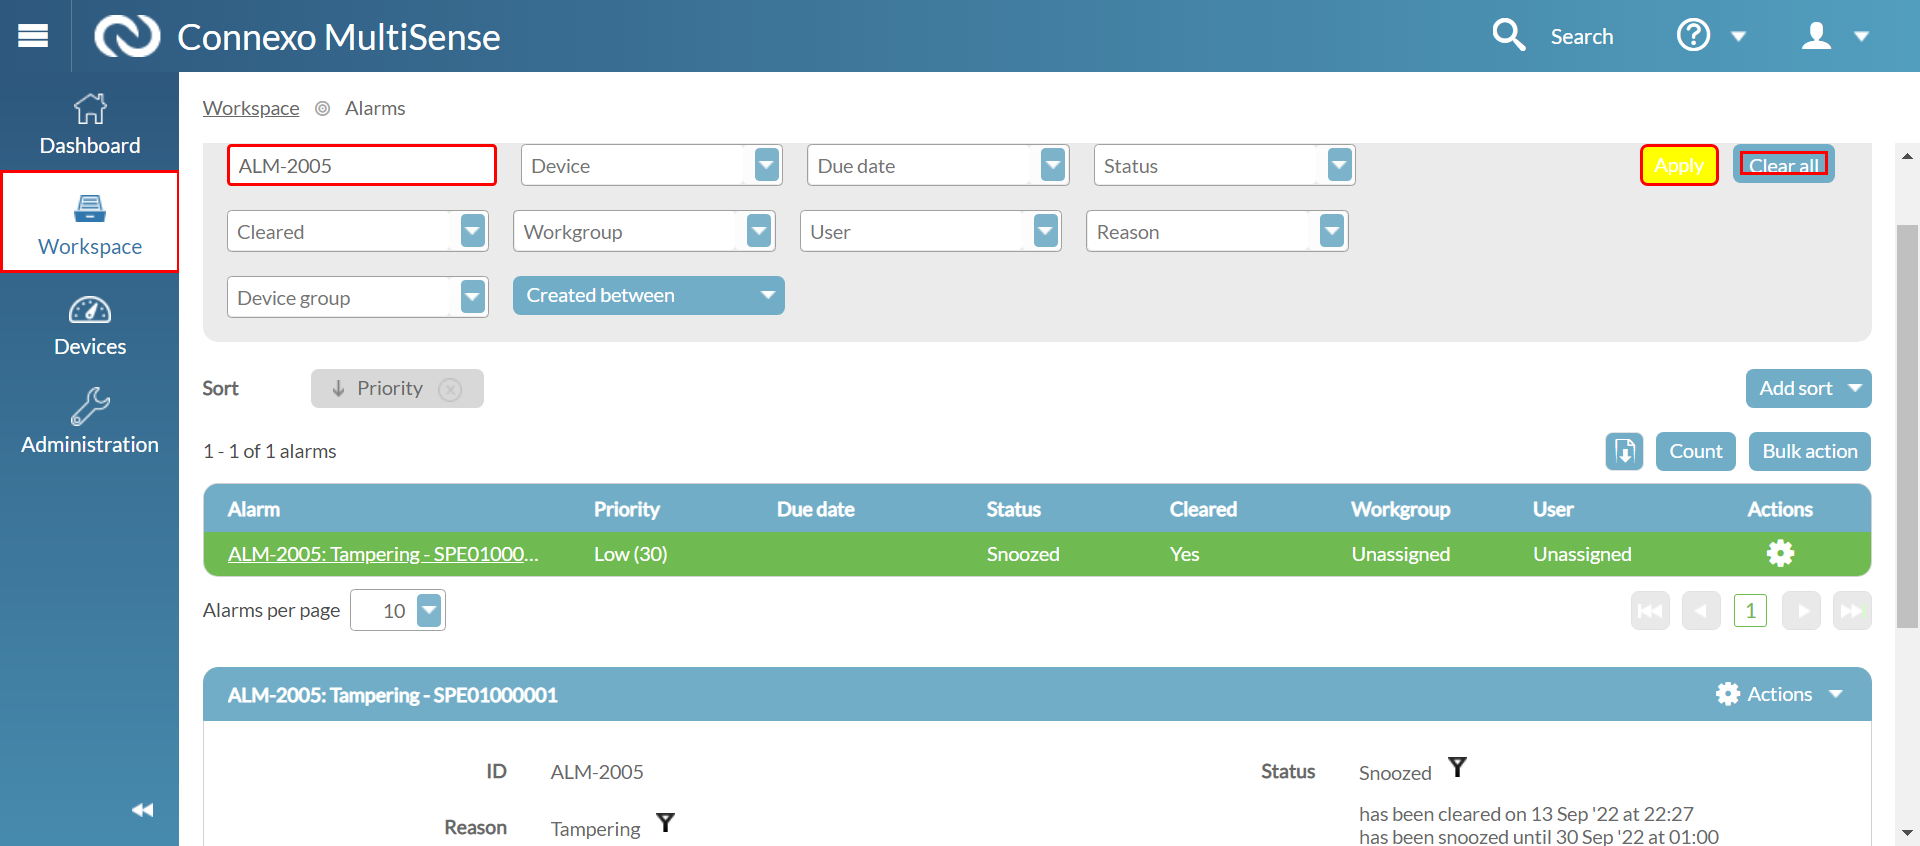 Connexo MultiSense
Search
Dashboard
Workspace
Devices
Administration
Workspace Alarms
ALM-2005 Device Due date Status Apply Clear all
Cleared Workgroup User Reason
Device group Created between
Sort Priority Add sort
1 - 1 of 1 alarms Count Bulk action
Alarm Priority Due date Status Cleared Workgroup User Actions
ALM-2005: Tampering - SPE01000... Low (30) Snoozed Yes Unassigned Unassigned
Alarms per page 10 1
ALM-2005: Tampering - SPE01000001 Actions
ID ALM-2005 Status Snoozed
has been cleared on 13 Sep '22 at 22:27
Reason Tampering
has been snoozed until 30 Sep '22 at 01:00